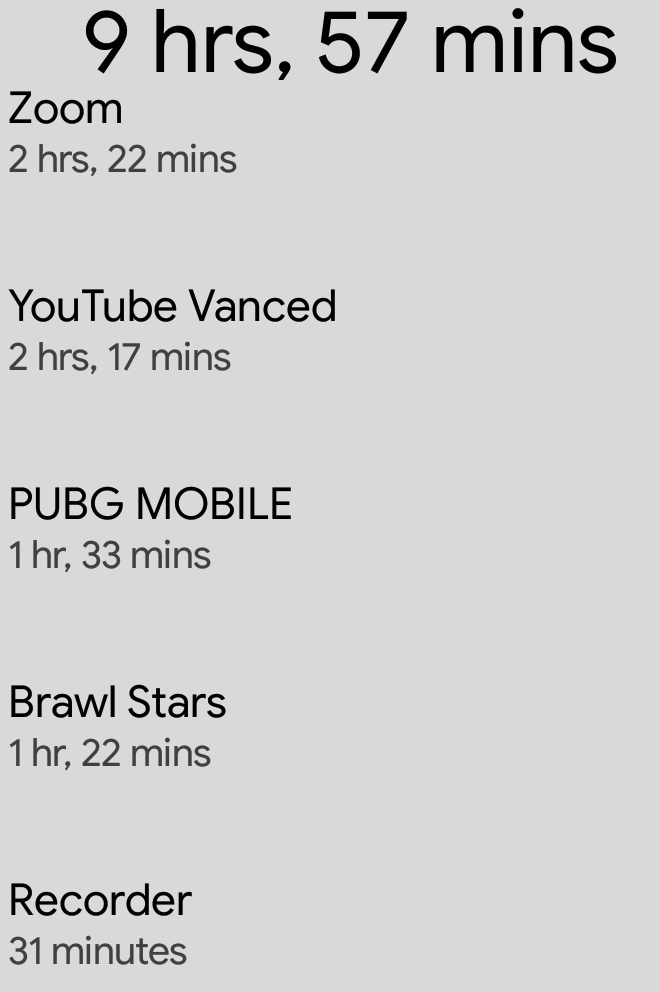 9 hrs, 57 mins
Zoom
2 hrs, 22 mins
YouTube Vanced
2 hrs, 17 mins
PUBG MOBILE
1 hr, 33 mins
Brawl Stars
1 hr, 22 mins
Recorder
31 minutes